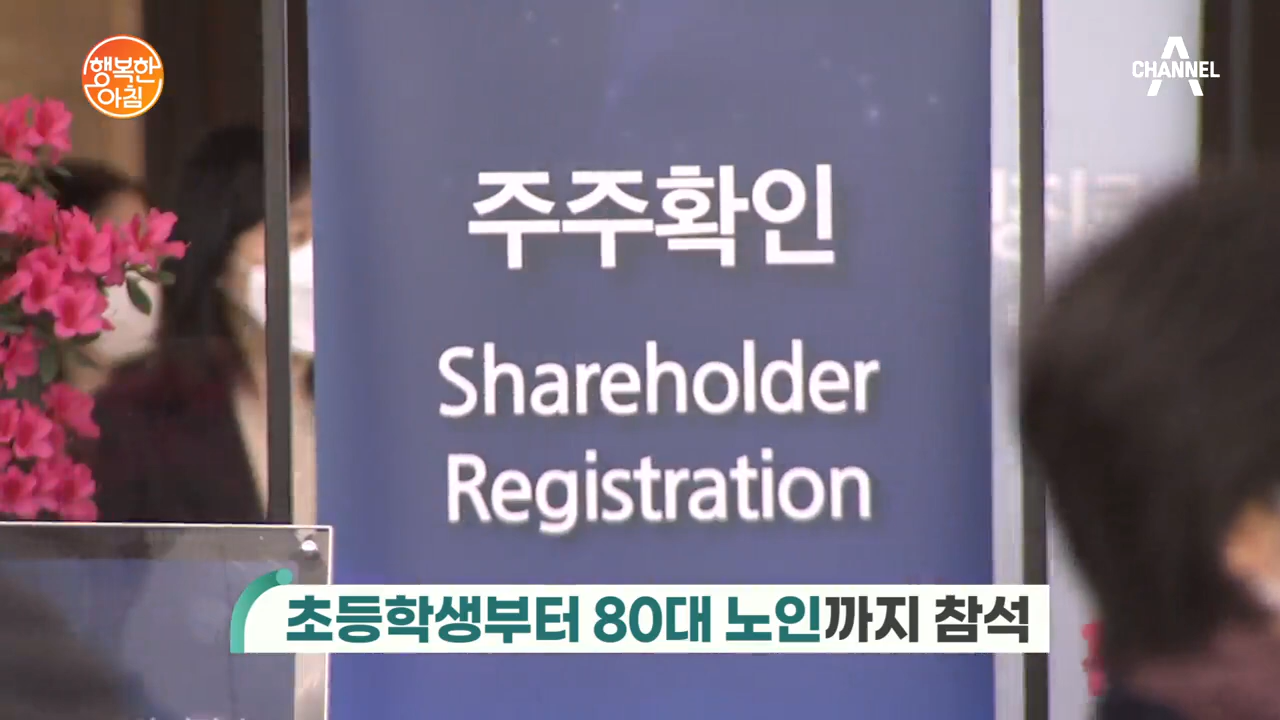 행복한
아침
CHANNEL A
주주확인
Shareholder
Registration
초등학생부터 80대 노인까지 참석